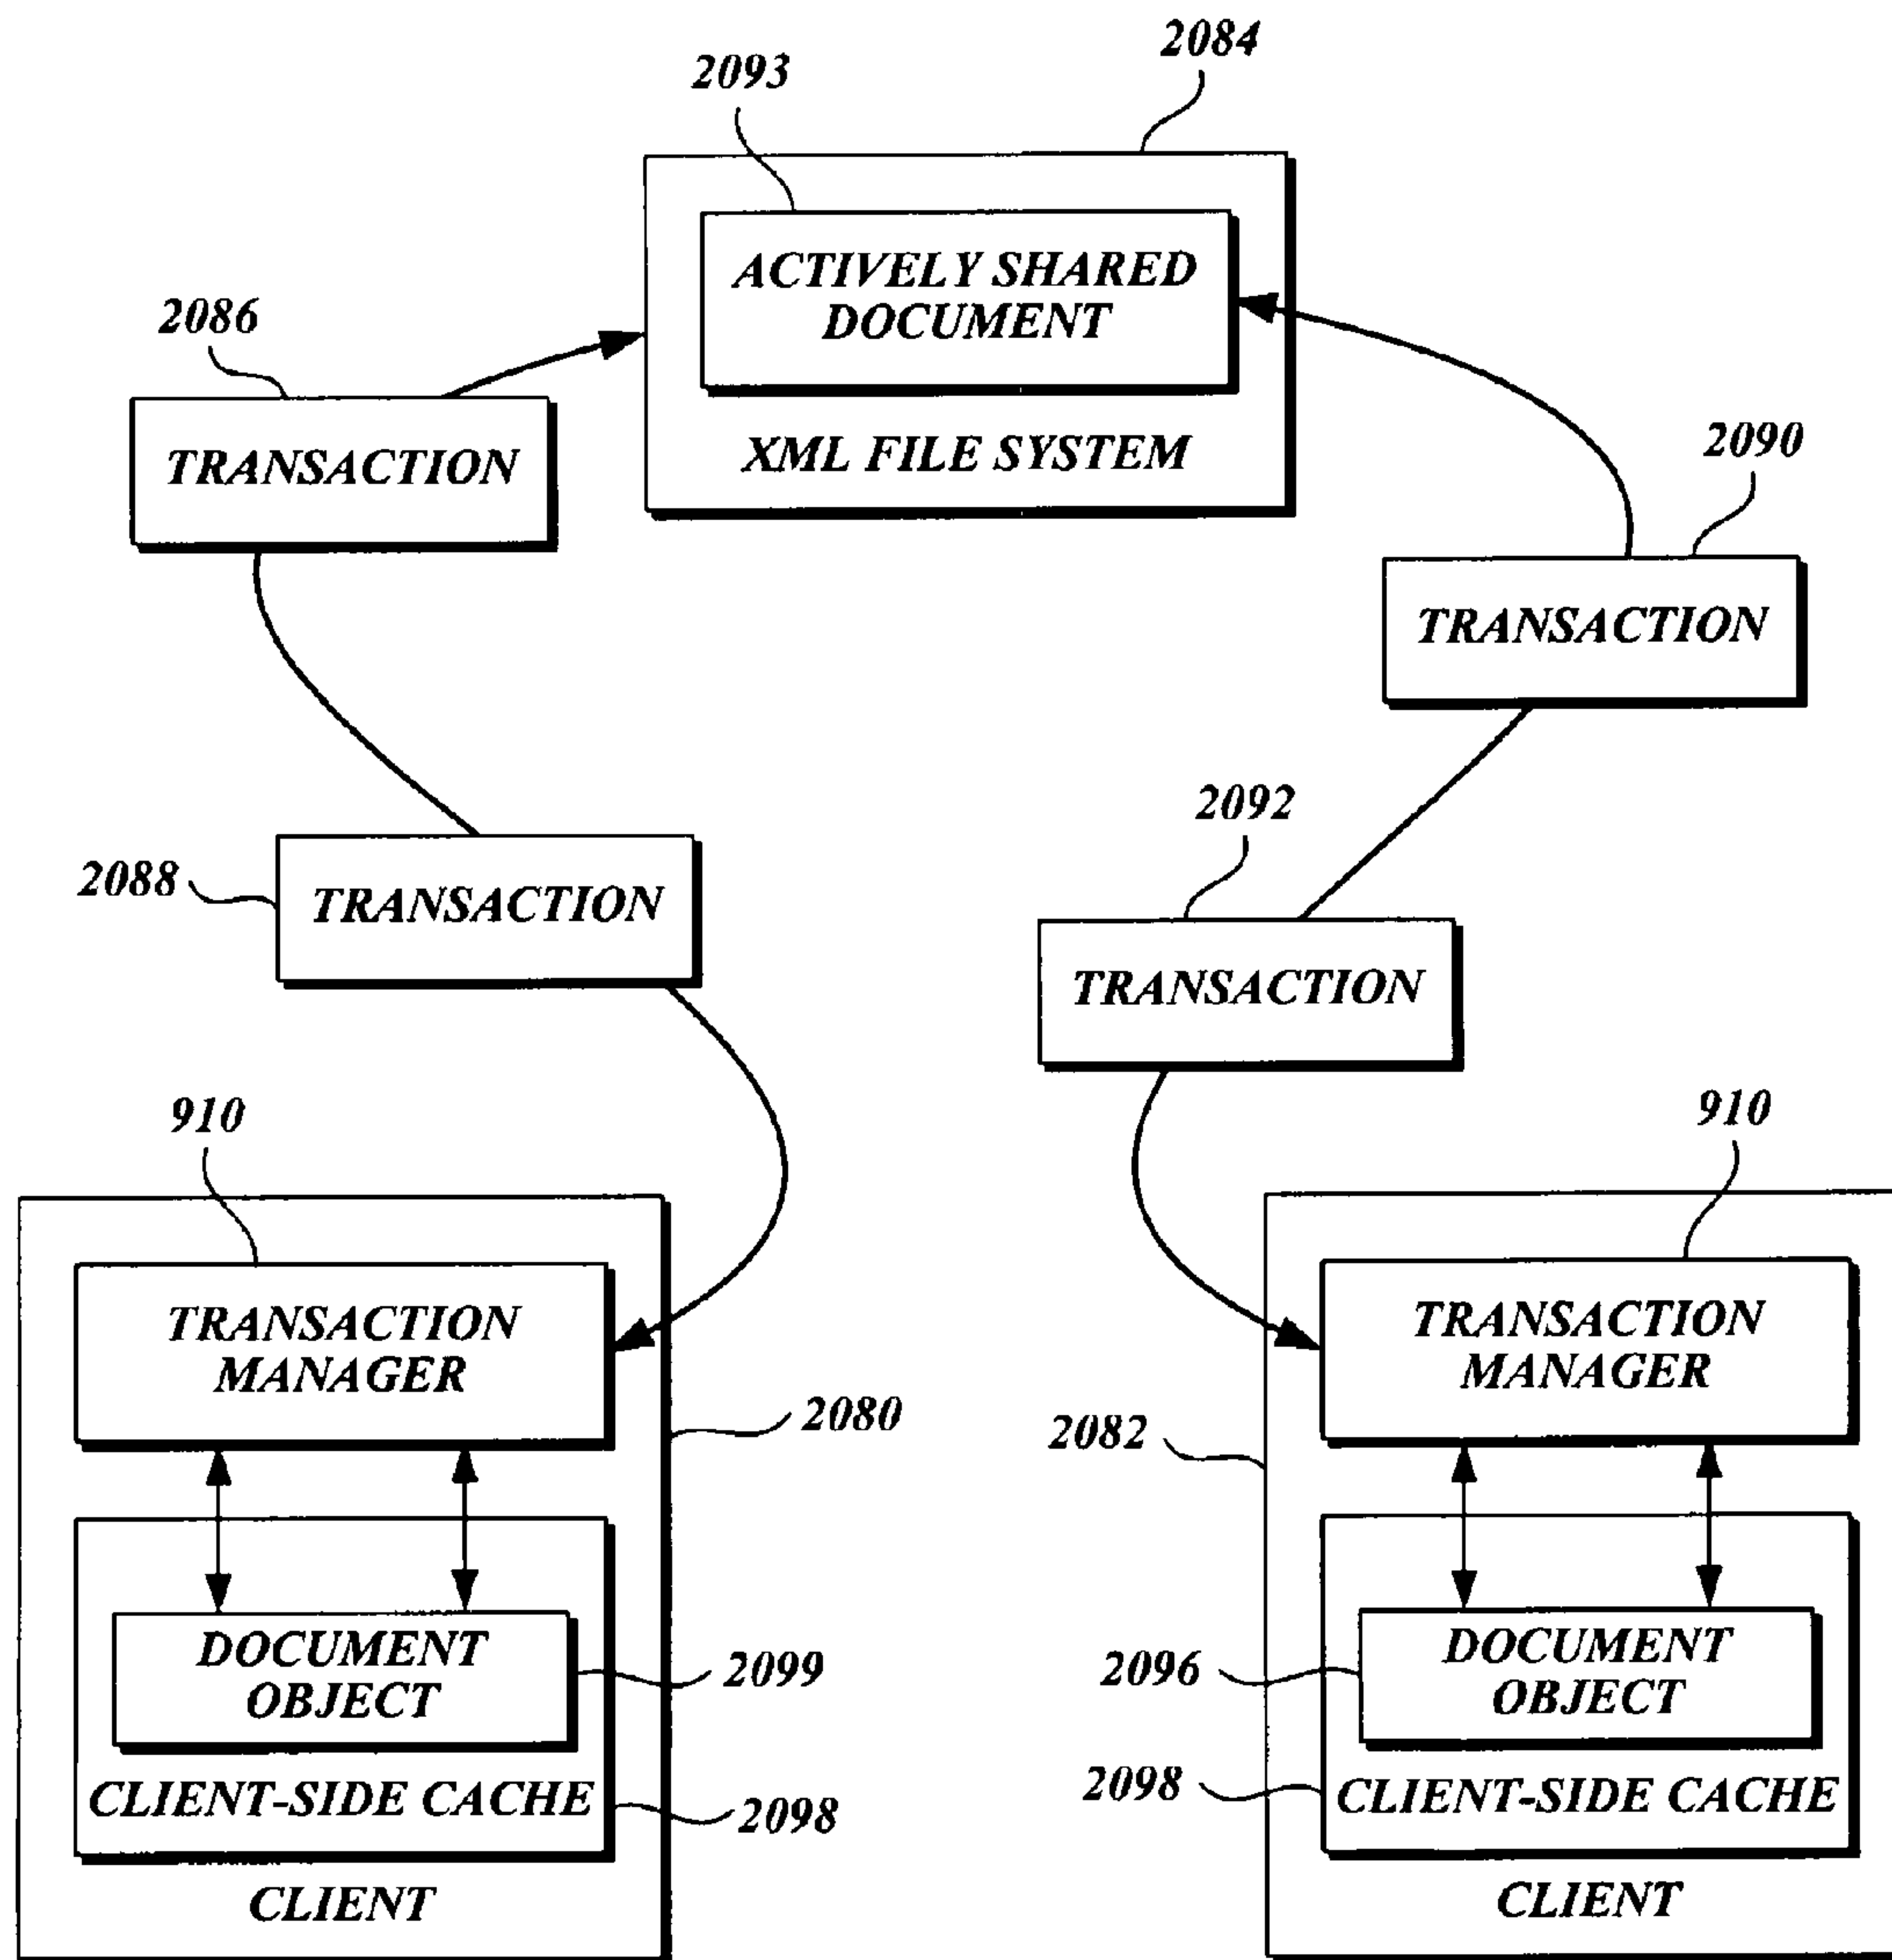 2084
2093
ACTIVELY SHARED
DOCUMENT
XML FILE SYSTEM
2086
TRANSACTION
2090
TRANSACTION
2088
TRANSACTION
2092
TRANSACTION
910
TRANSACTION
MANAGER
2080
DOCUMENT
OBJECT
2099
CLIENT-SIDE CACHE
2098
CLIENT
910
TRANSACTION
MANAGER
2082
DOCUMENT
OBJECT
2096
CLIENT-SIDE CACHE
2098
CLIENT